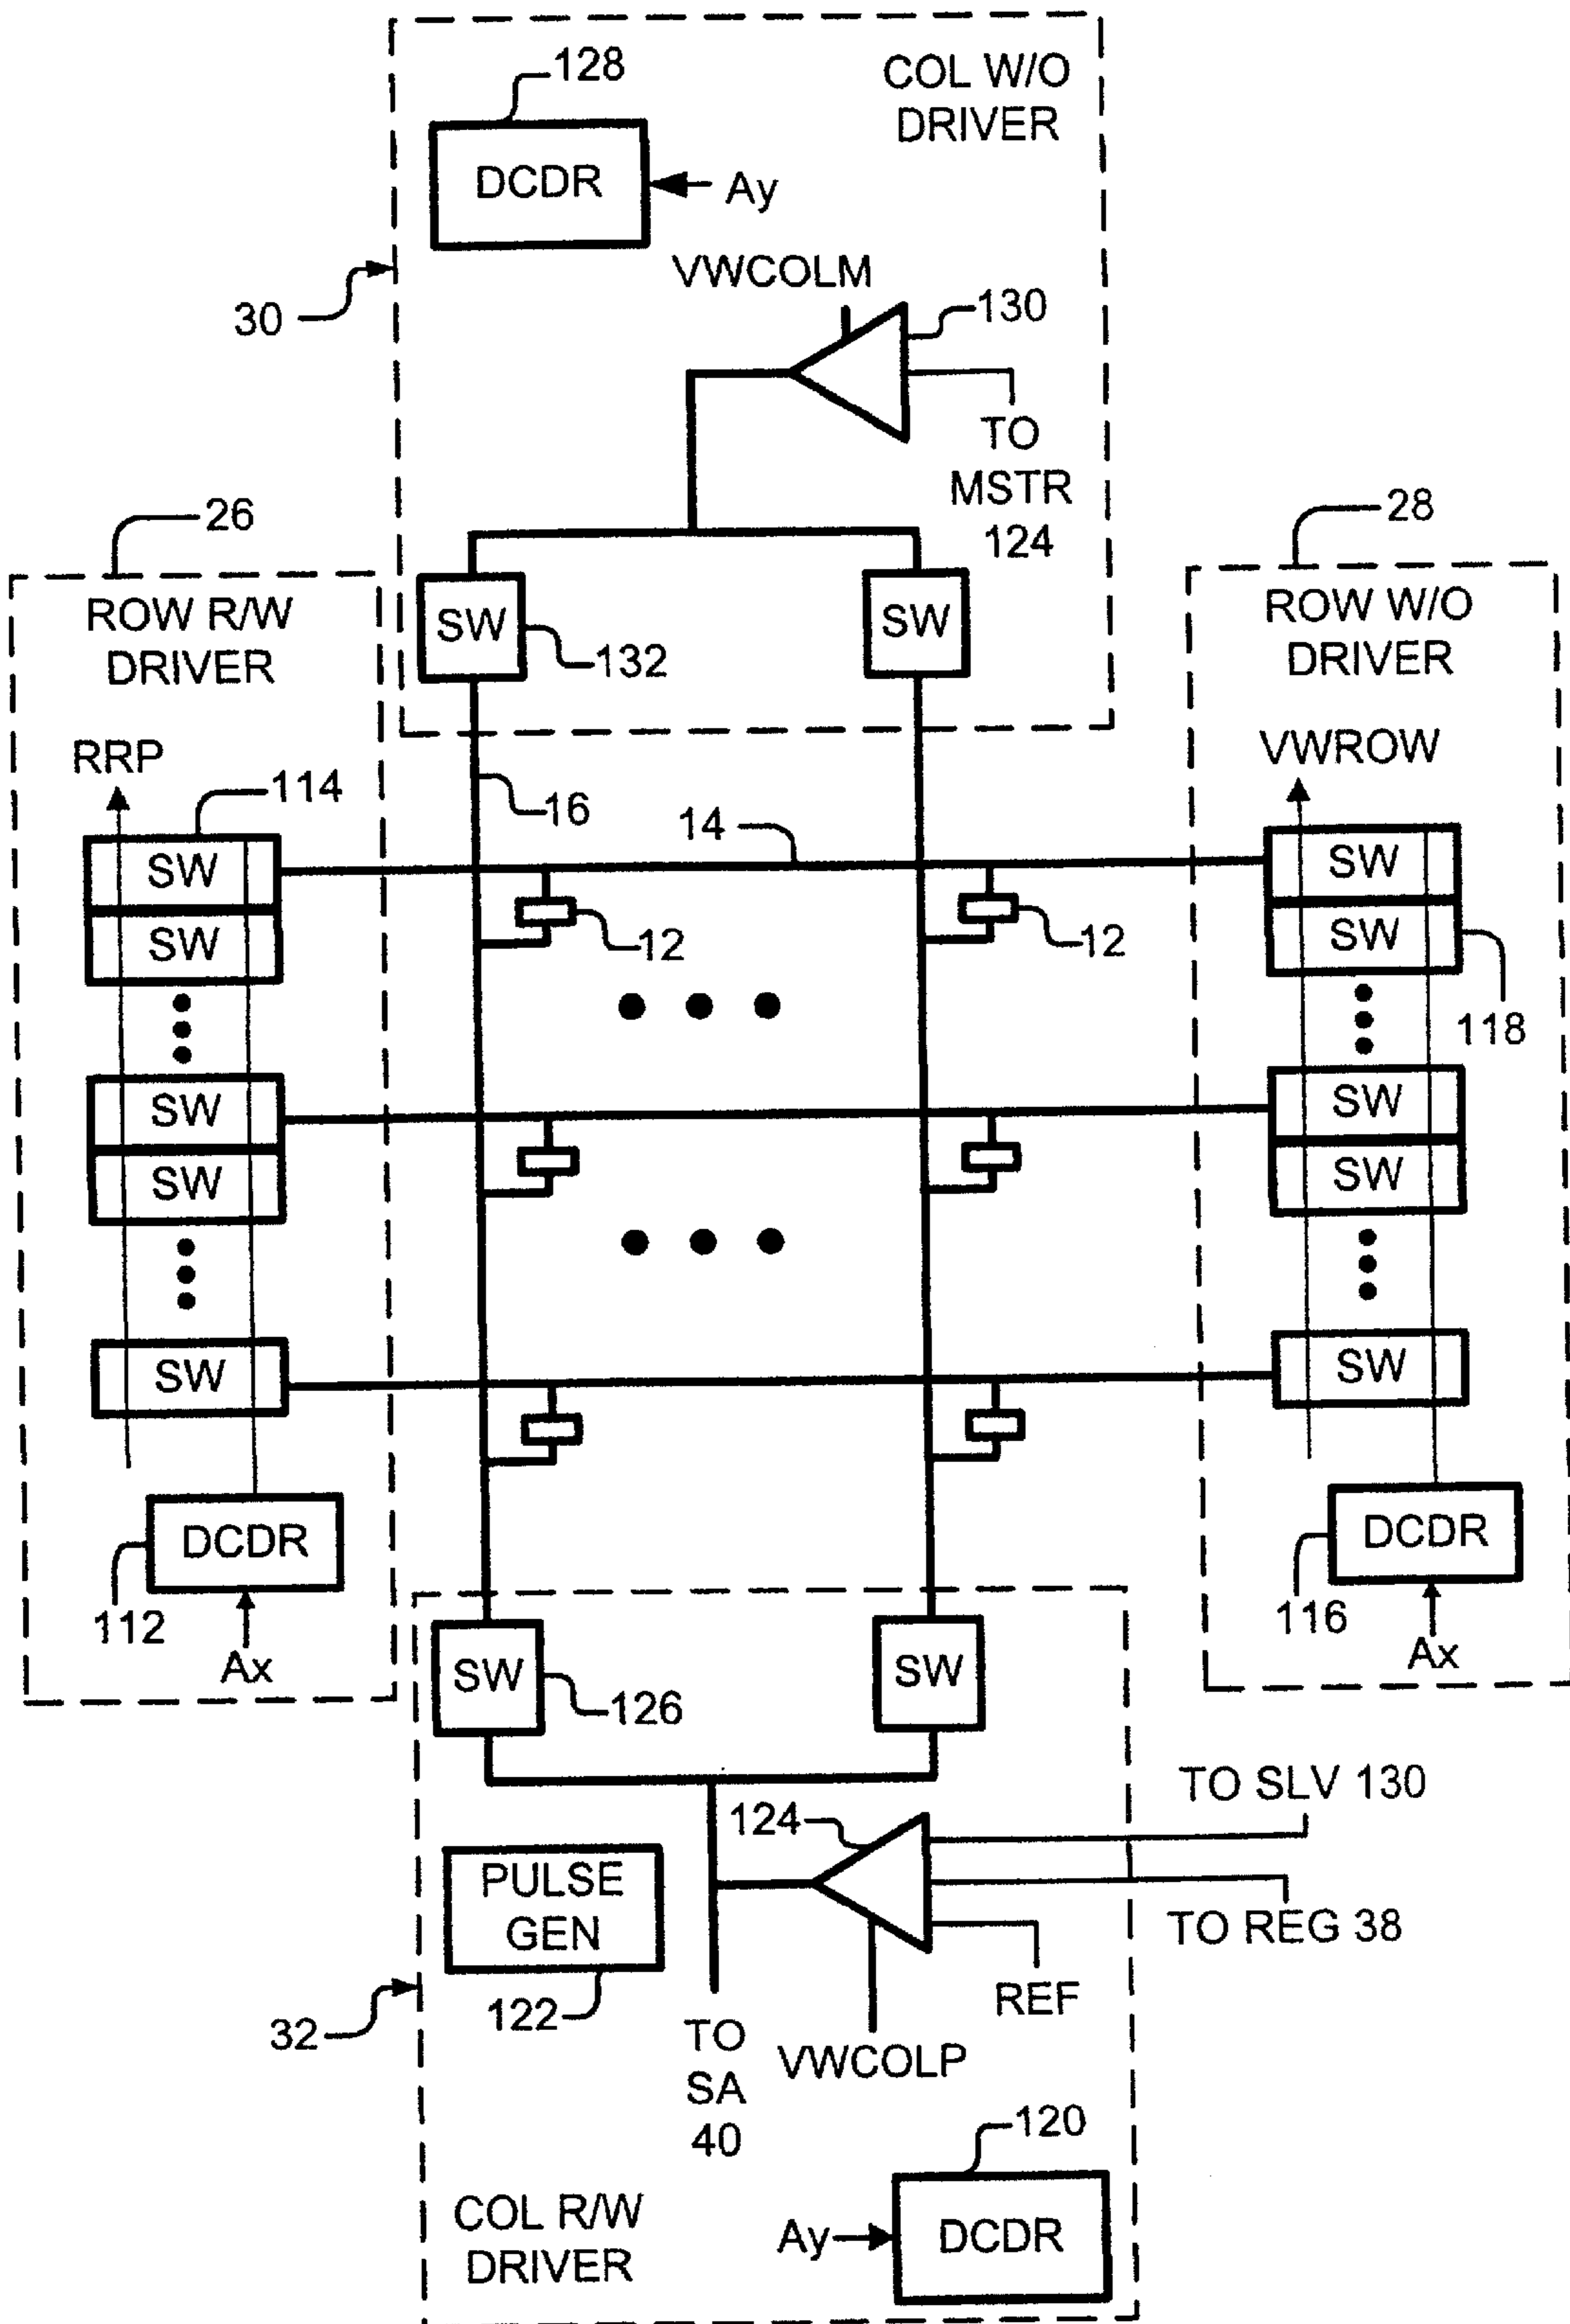 128
COL W/O
DRIVER
DCDR
Ay
VWCOLM
30
130
TO
MSTR
124
26
28
ROW R/W
DRIVER
SW
132
SW
ROW W/O
DRIVER
RRP
114
16
14
VWROW
SW
SW
12
12
SW
SW
118
SW
SW
SW
SW
SW
SW
DCDR
112
Ax
DCDR
116
Ax
SW
126
SW
TO SLV 130
124
PULSE
GEN
TO REG 38
122
32
REF
TO
SA
40
VWCOLP
120
COL R/W
DRIVER
Ay
DCDR